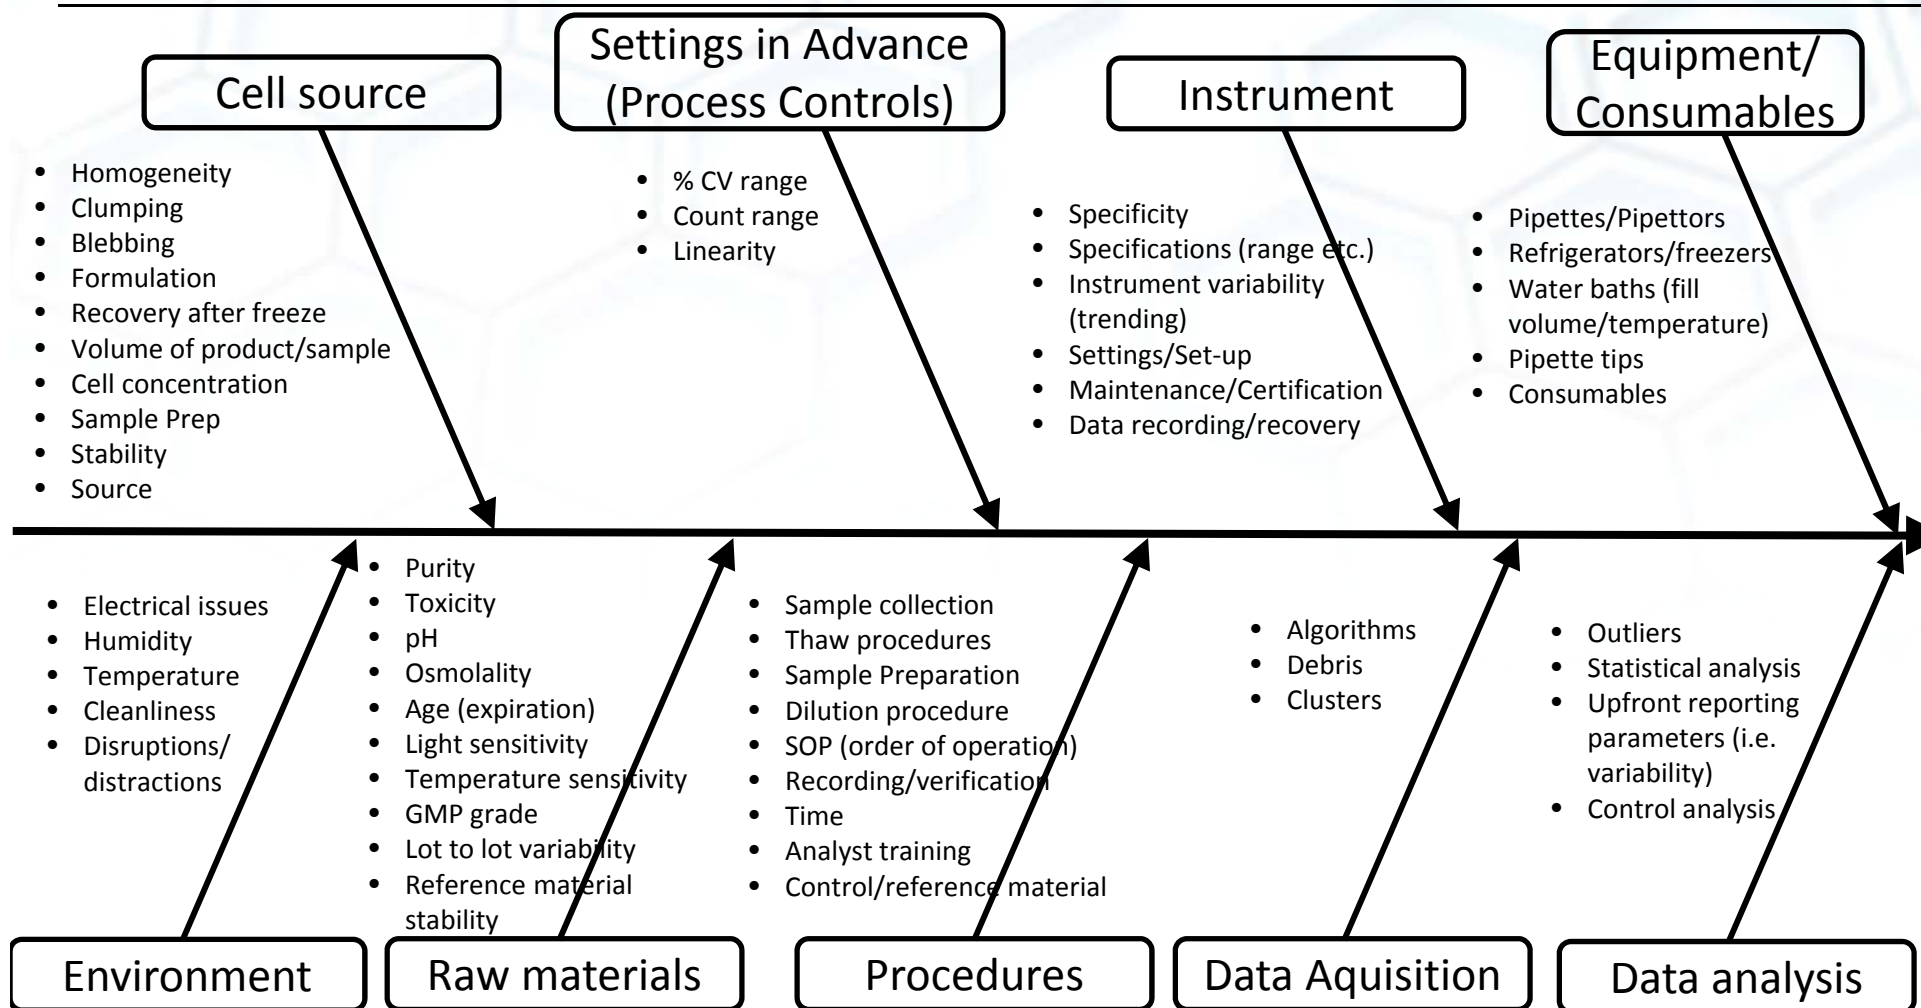 Cell source
• Homogeneity
• Clumping
• Blebbing
• Formulation
• Recovery after freeze
• Volume of product/sample
• Cell concentration
• Sample Prep
• Stability
• Source
Settings in Advance
(Process Controls)
• % CV range
• Count range
• Linearity
Instrument
• Specificity
• Specifications (range etc.)
• Instrument variability
(trending)
• Settings/Set-up
• Maintenance/Certification
• Data recording/recovery
Equipment/
Consumables
• Pipettes/Pipettors
• Refrigerators/freezers
• Water baths (fill
volume/temperature)
• Pipette tips
• Consumables
• Electrical issues
• Humidity
• Temperature
• Cleanliness
• Disruptions/
distractions
Environment
• Purity
• Toxicity
• pH
• Osmolality
• Age (expiration)
• Light sensitivity
• Temperature sensitivity
• GMP grade
• Lot to lot variability
• Reference material
stability
Raw materials
• Sample collection
• Thaw procedures
• Sample Preparation
• Dilution procedure
• SOP (order of operation)
• Recording/verification
• Time
• Analyst training
• Control/reference material
Procedures
• Algorithms
• Debris
• Clusters
Data Aquisition
• Outliers
• Statistical analysis
• Upfront reporting
parameters (i.e.
variability)
• Control analysis
Data analysis